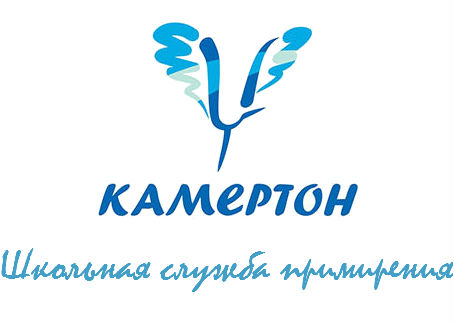 КАМЕРТОН
Школьная служба примирения